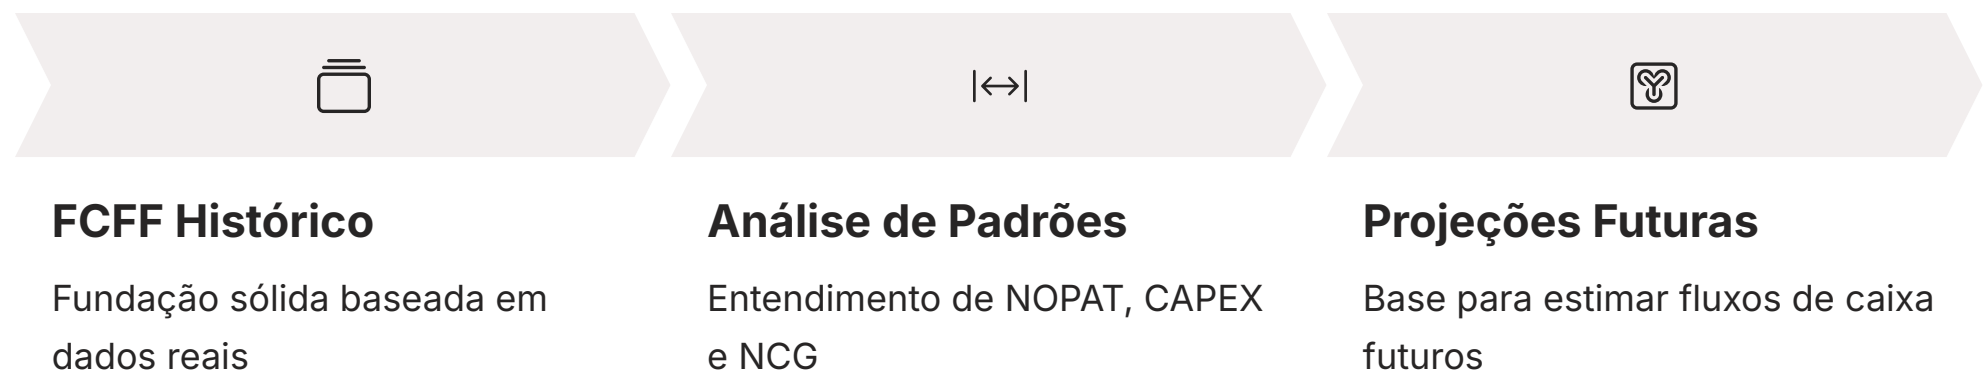 FCFF Histórico
Fundação sólida baseada em
dados reais
Análise de Padrões
Entendimento de NOPAT, CAPEX
e NCG
Projeções Futuras
Base para estimar fluxos de caixa
futuros